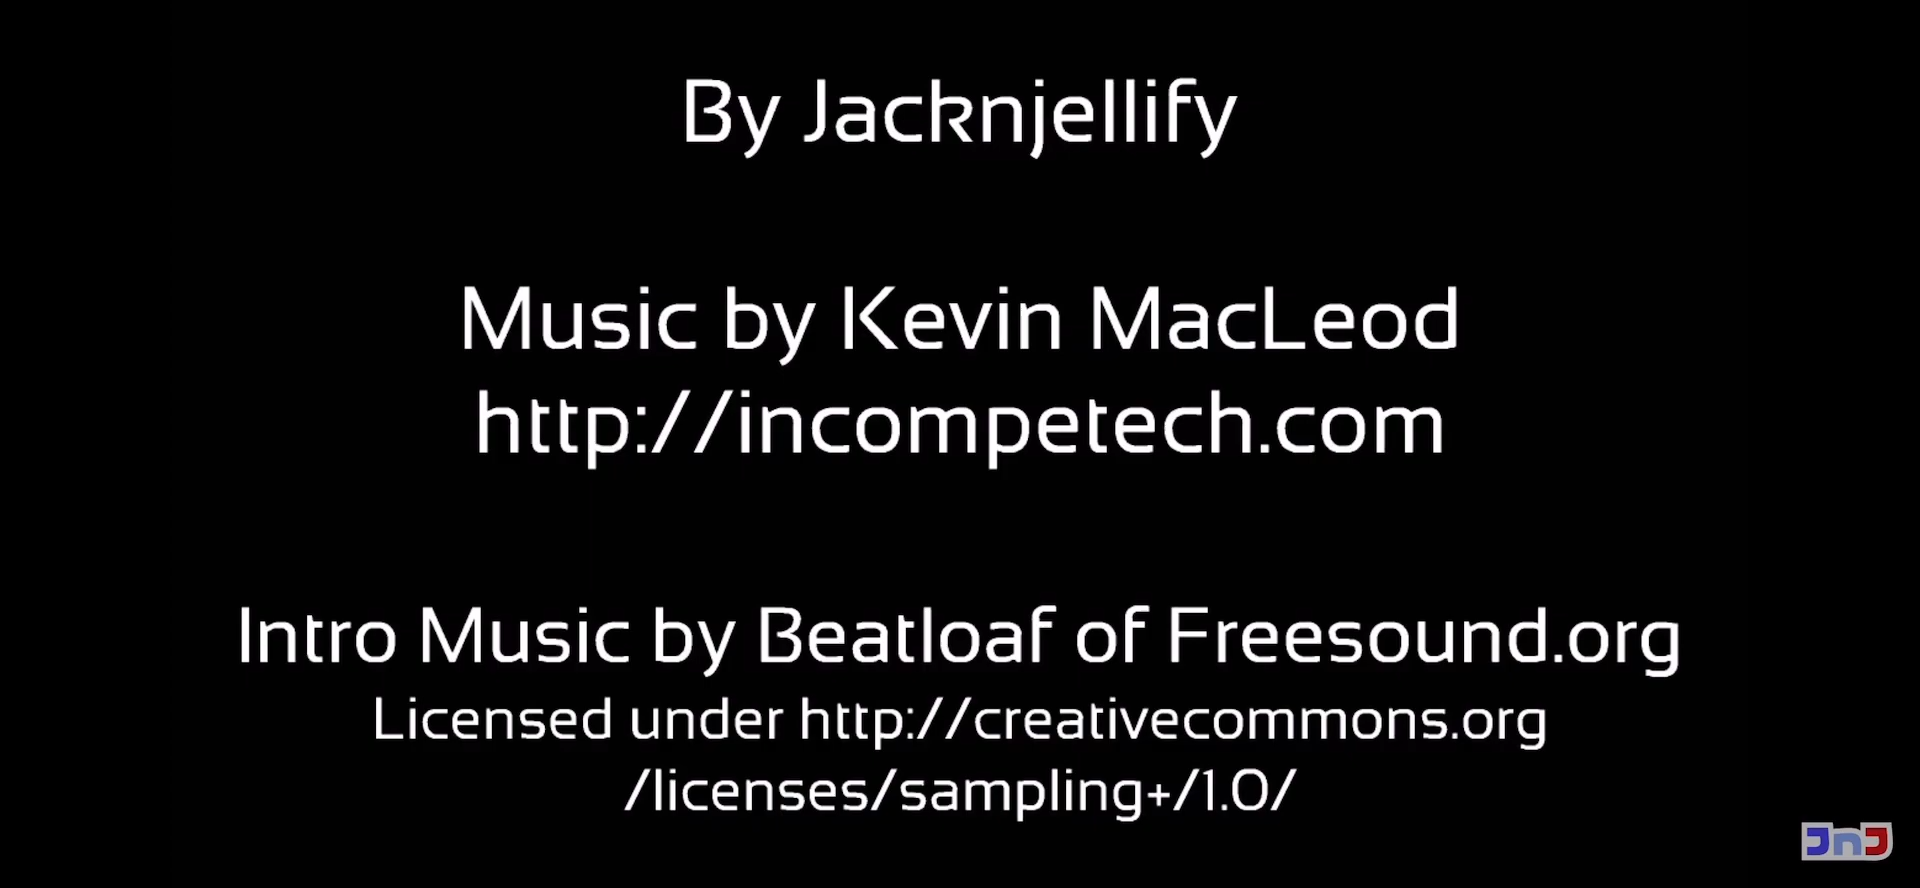 By Jacknjellify
Music by Kevin MacLeod
http://incompetech.com
Intro Music by Beatloaf of Freesound.org
Licensed under http://creativecommons.org
/licenses/sampling+/1.0/
JnJ